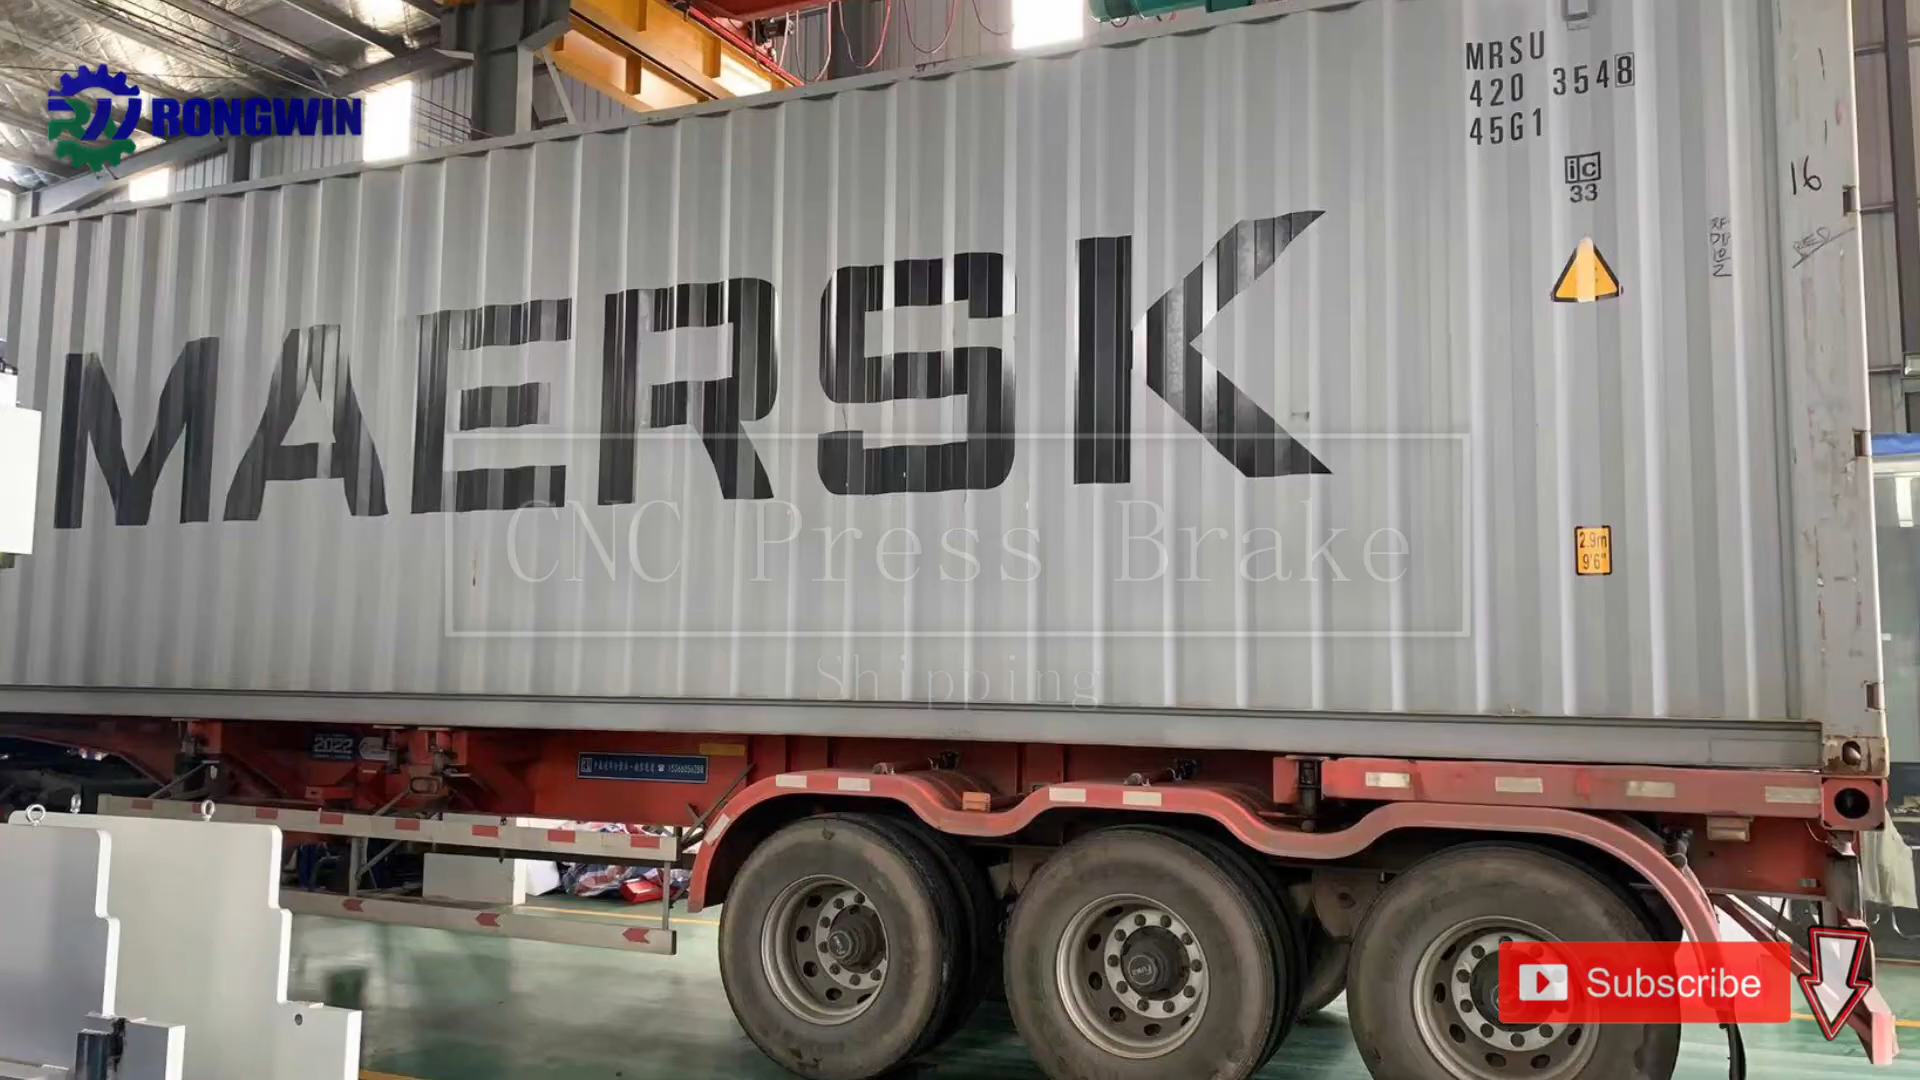 RONGWIN
MRSU
420 3548
45G1
ic
33
16
MAERSK
2.9m
9'6"
CNC Press Brake
Shipping
2022
Subscribe